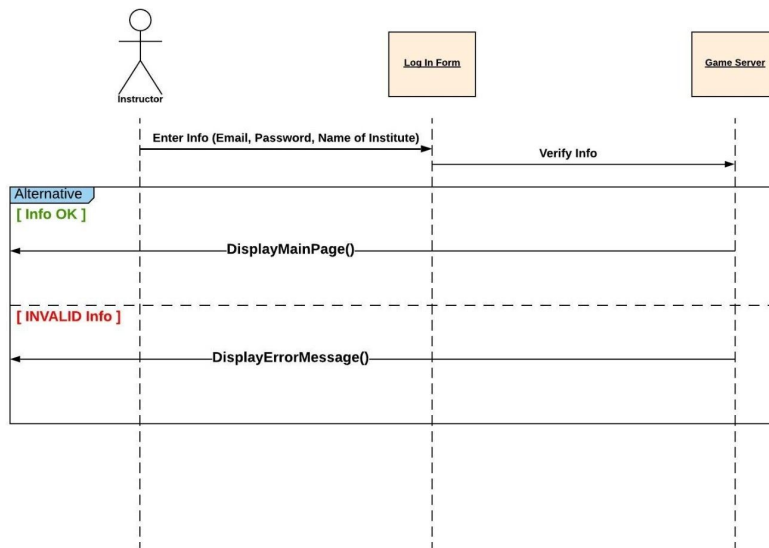 Log In Form
Game Server
Instructor
Enter Info (Email, Password, Name of Institute)
Verify Info
Alternative
[ Info OK ]
DisplayMainPage()
[ INVALID Info ]
DisplayErrorMessage()